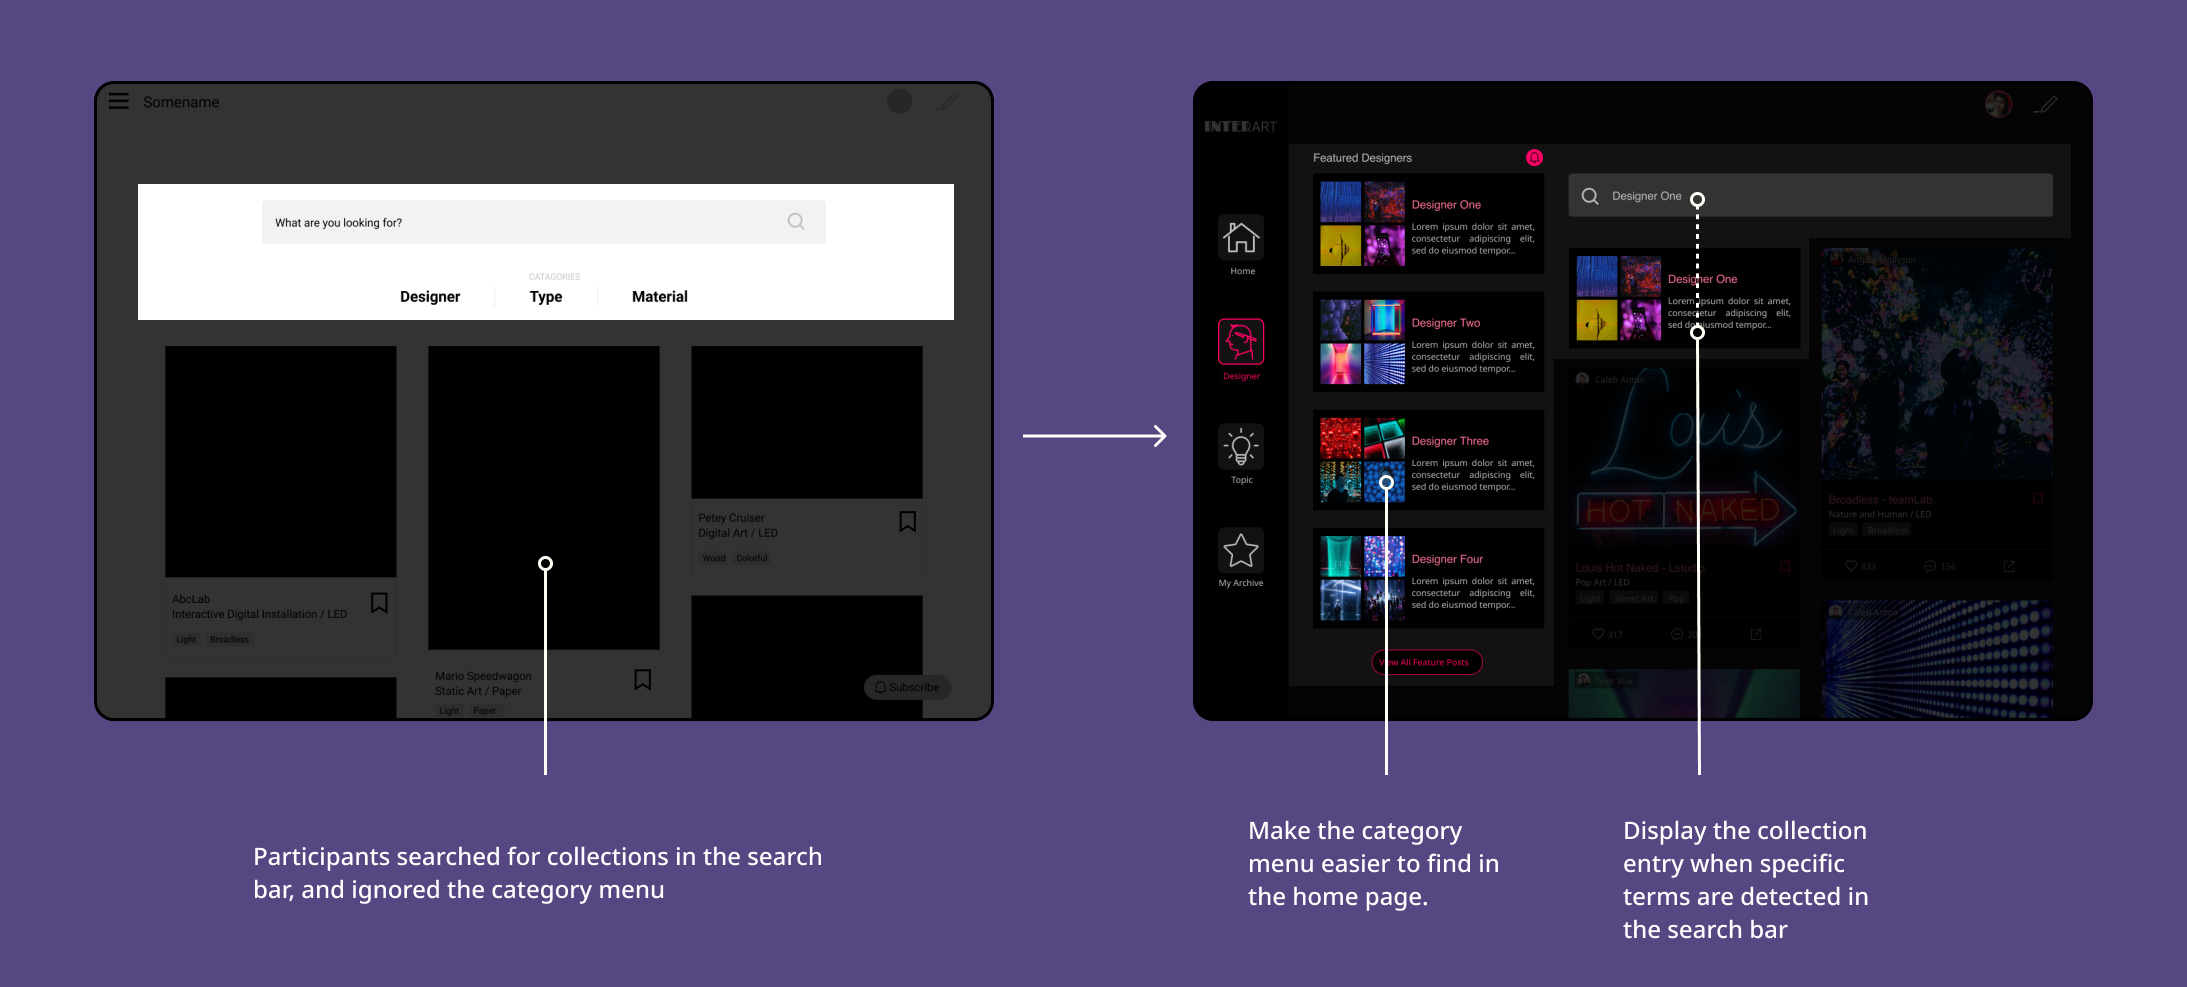 Somename
What are you looking for?
CATAGORIES
Designer
Type
Material
AbcLab
Interactive Digital Installation / LED
Light
Broadless
Mario Speedwagon
Static Art / Paper
Light
Paper
Petey Cruiser
Digital Art / LED
Wood
Colorful
Subscribe
Participants searched for collections in the search
bar, and ignored the category menu
INTERART
Home
Designer
Topic
My Archive
Featured Designers
Designer One
Lorem ipsum dolor sit amet,
consectetur adipiscing elit,
sed do eiusmod tempor...
Designer Two
Lorem ipsum dolor sit amet,
consectetur adipiscing elit,
sed do eiusmod tempor...
Designer Three
Lorem ipsum dolor sit amet,
consectetur adipiscing elit,
sed do eiusmod tempor...
Designer Four
Lorem ipsum dolor sit amet,
consectetur adipiscing elit,
sed do eiusmod tempor...
View All Feature Posts
Designer One
Designer One
Lorem ipsum dolor sit amet,
consectetur adipiscing elit,
sed do eiusmod tempor...
Caleb Anton
Louis
HOT NAKED
Louis Hot Naked - Lstudio
Pop Art / LED
Light
Street Art
Pop
317
Tyler Vue
Angela Mollyson
Broadless - teamLab
Nature and Human / LED
Light
Broadless
433
156
Caleb Anton
Make the category
menu easier to find in
the home page.
Display the collection
entry when specific
terms are detected in
the search bar